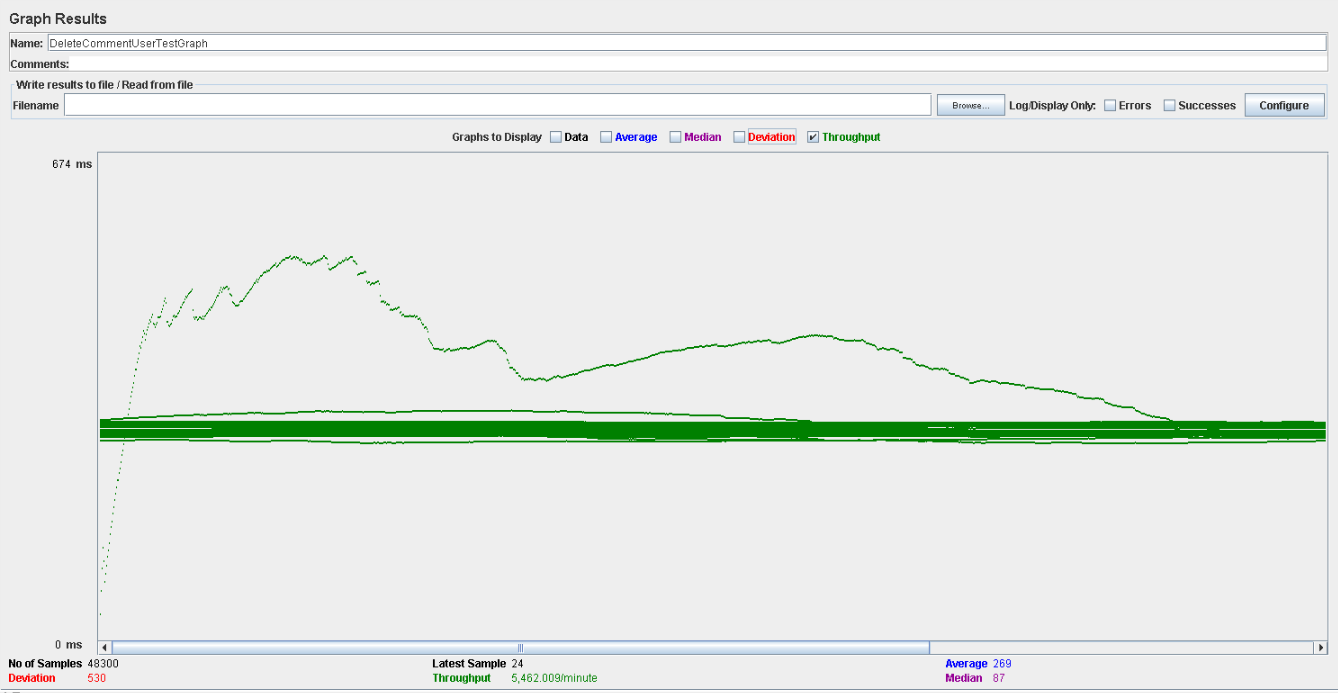 Graph Results
Name: DeleteCommentUserTestGraph
Comments:
Write results to file / Read from file
Filename Browse... Log/Display Only: Errors Successes Configure
Graphs to Display Data Average Median Deviation Throughput
674 ms
0 ms
No of Samples 48300 Latest Sample 24 Average 269
Deviation 530 Throughput 5,462.009/minute Median 87